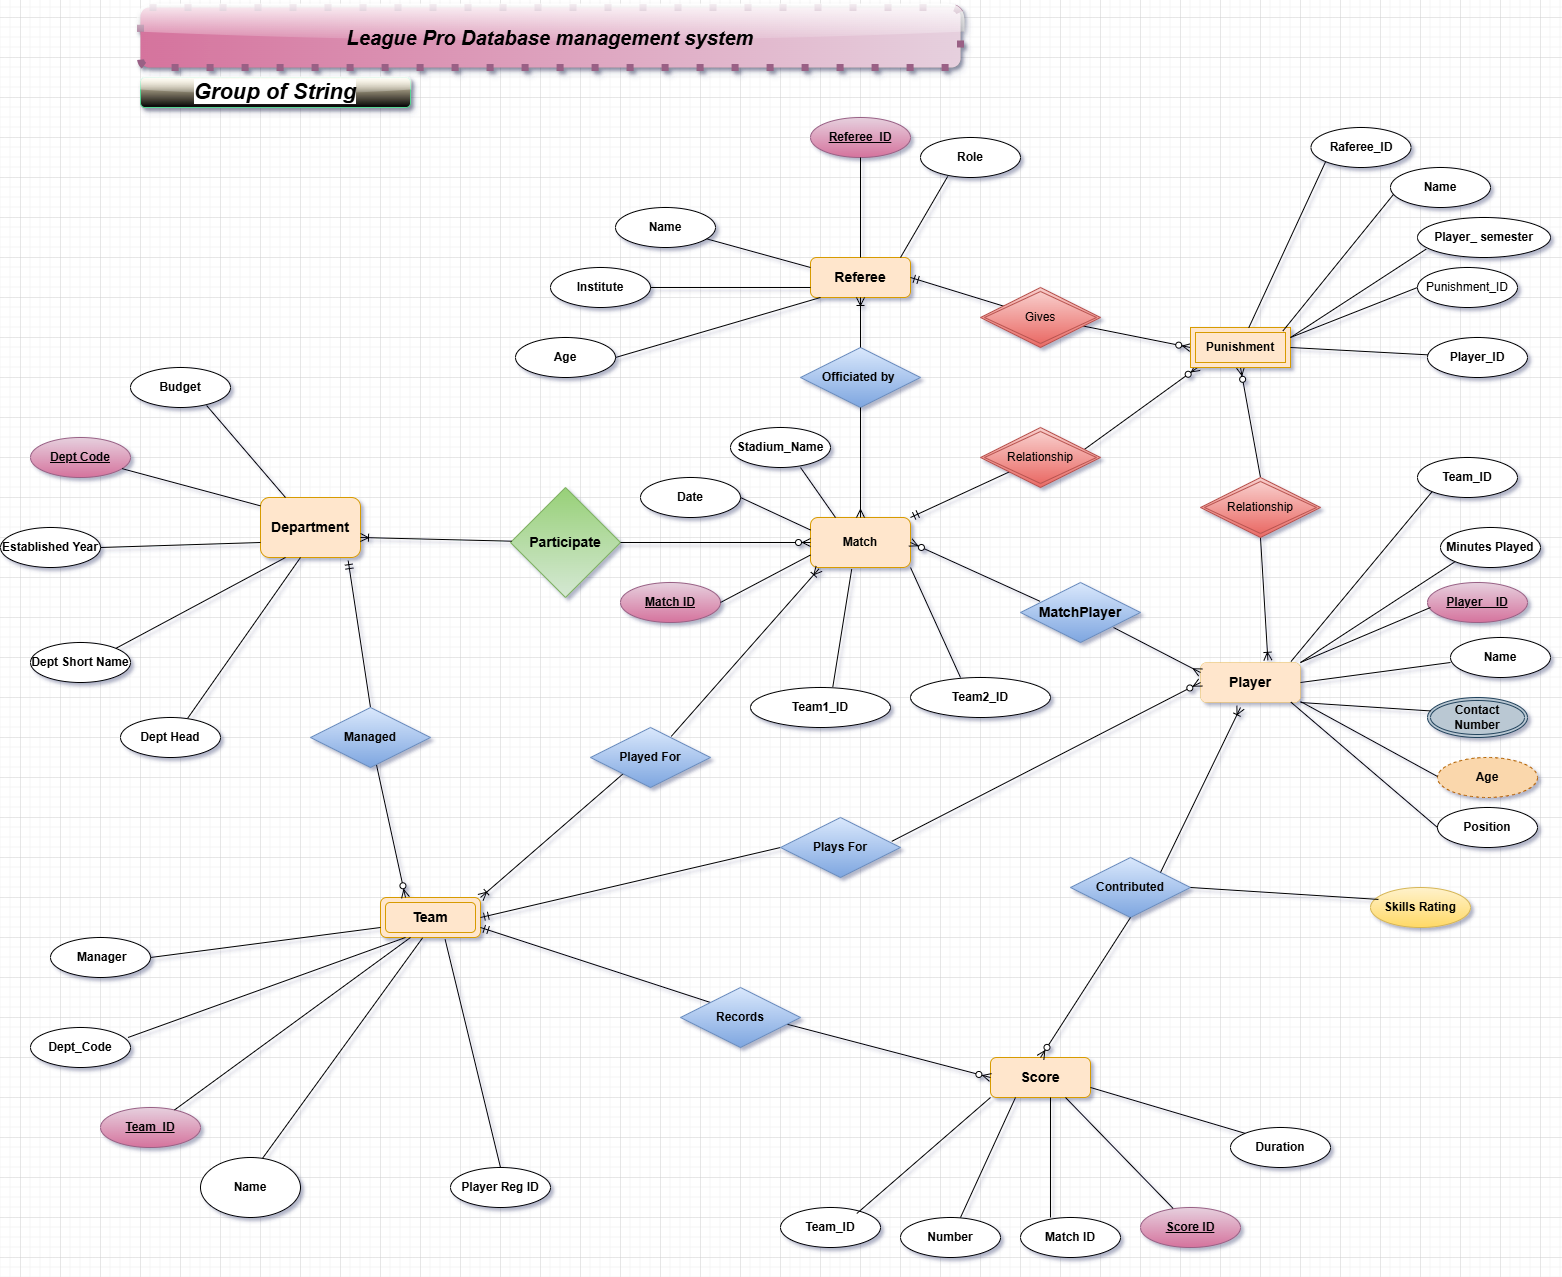 League Pro Database management system
Group of String
Referee_ID
Role
Name
Institute
Age
Referee
Raferee_ID
Name
Player_ semester
Punishment_ID
Player_ID
Gives
Punishment
Officiated by
Budget
Dept Code
Established Year
Dept Short Name
Dept Head
Department
Participate
Stadium_Name
Date
Match
Match ID
Team1_ID
Team2_ID
Relationship
Relationship
MatchPlayer
Team_ID
Minutes Played
Player__ID
Name
Contact
Number
Age
Position
Player
Managed
Played For
Plays For
Contributed
Skills Rating
Team
Manager
Dept_Code
Team_ID
Name
Player Reg ID
Records
Score
Duration
Team_ID
Number
Match ID
Score ID